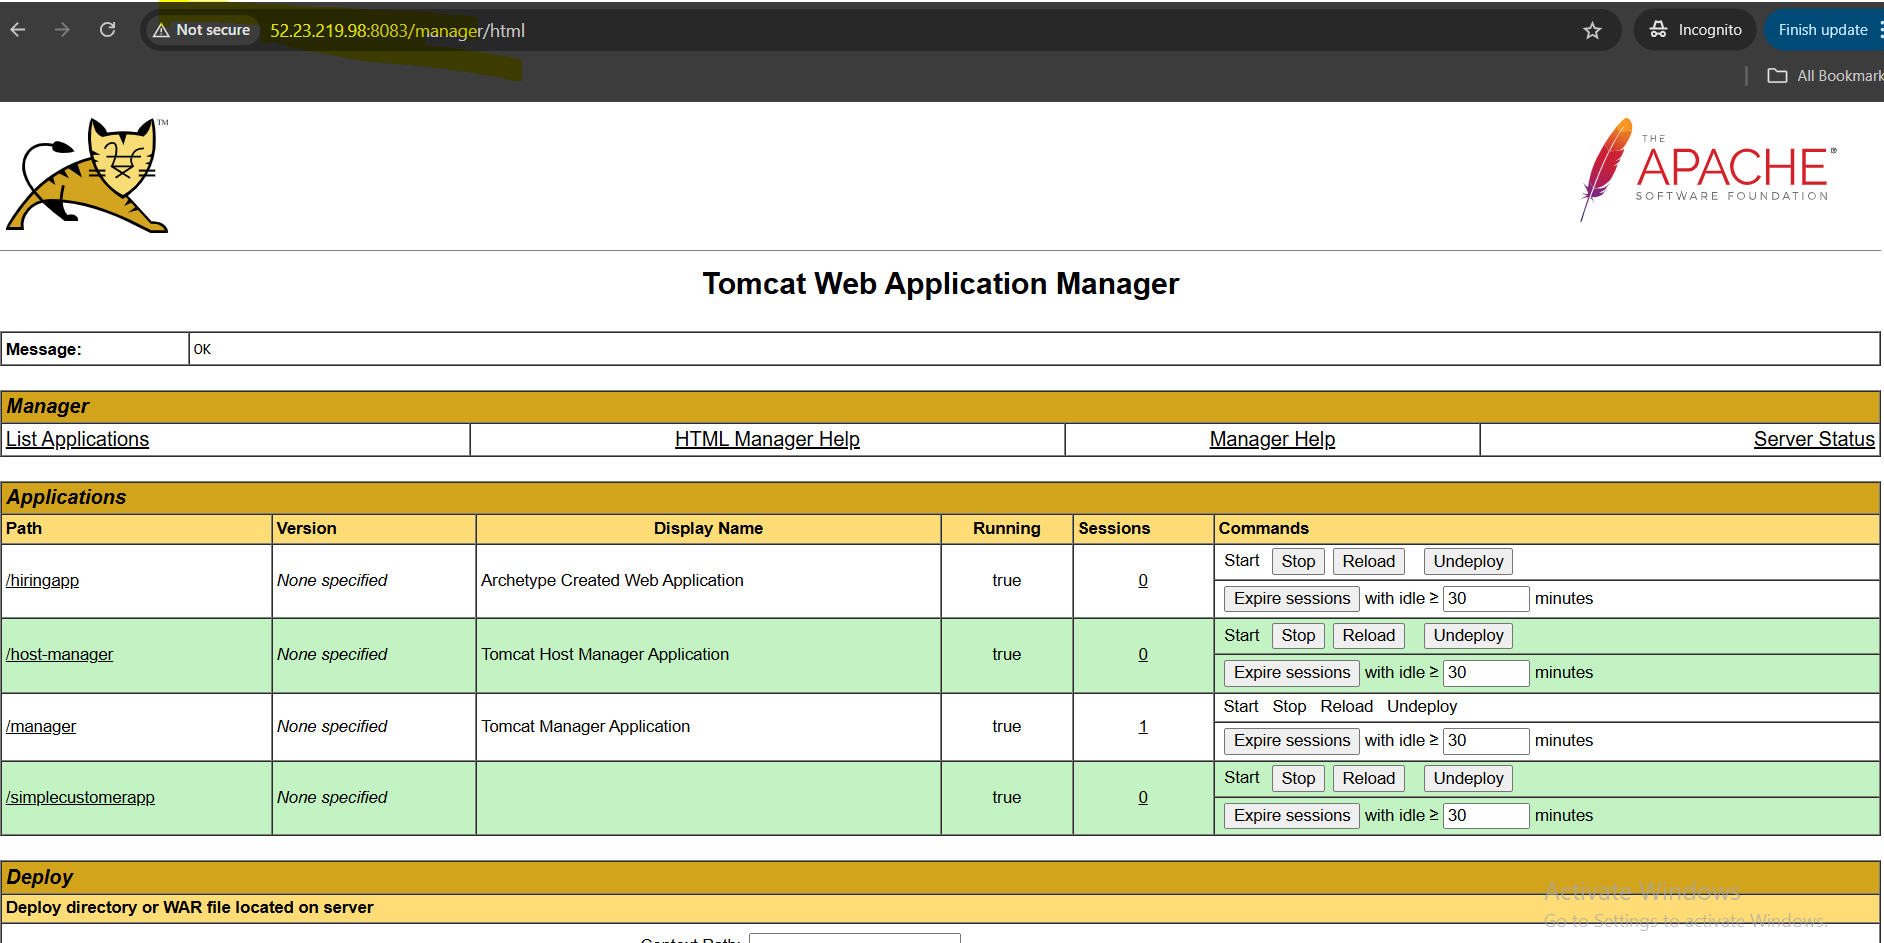 Not secure 52.23.219.98:8083/manager/html Incognito Finish update
All Bookmark
TM
THE
APACHE®
SOFTWARE FOUNDATION
Tomcat Web Application Manager
Message: OK
Manager
List Applications HTML Manager Help Manager Help Server Status
Applications
Path Version Display Name Running Sessions Commands
/hiringapp None specified Archetype Created Web Application true 0 Start Stop Reload Undeploy
Expire sessions with idle ≥ 30 minutes
/host-manager None specified Tomcat Host Manager Application true 0 Start Stop Reload Undeploy
Expire sessions with idle ≥ 30 minutes
/manager None specified Tomcat Manager Application true 1 Start Stop Reload Undeploy
Expire sessions with idle ≥ 30 minutes
/simplecustomerapp None specified true 0 Start Stop Reload Undeploy
Expire sessions with idle ≥ 30 minutes
Deploy
Deploy directory or WAR file located on server
Activate Windows
Go to Settings to activate Windows.